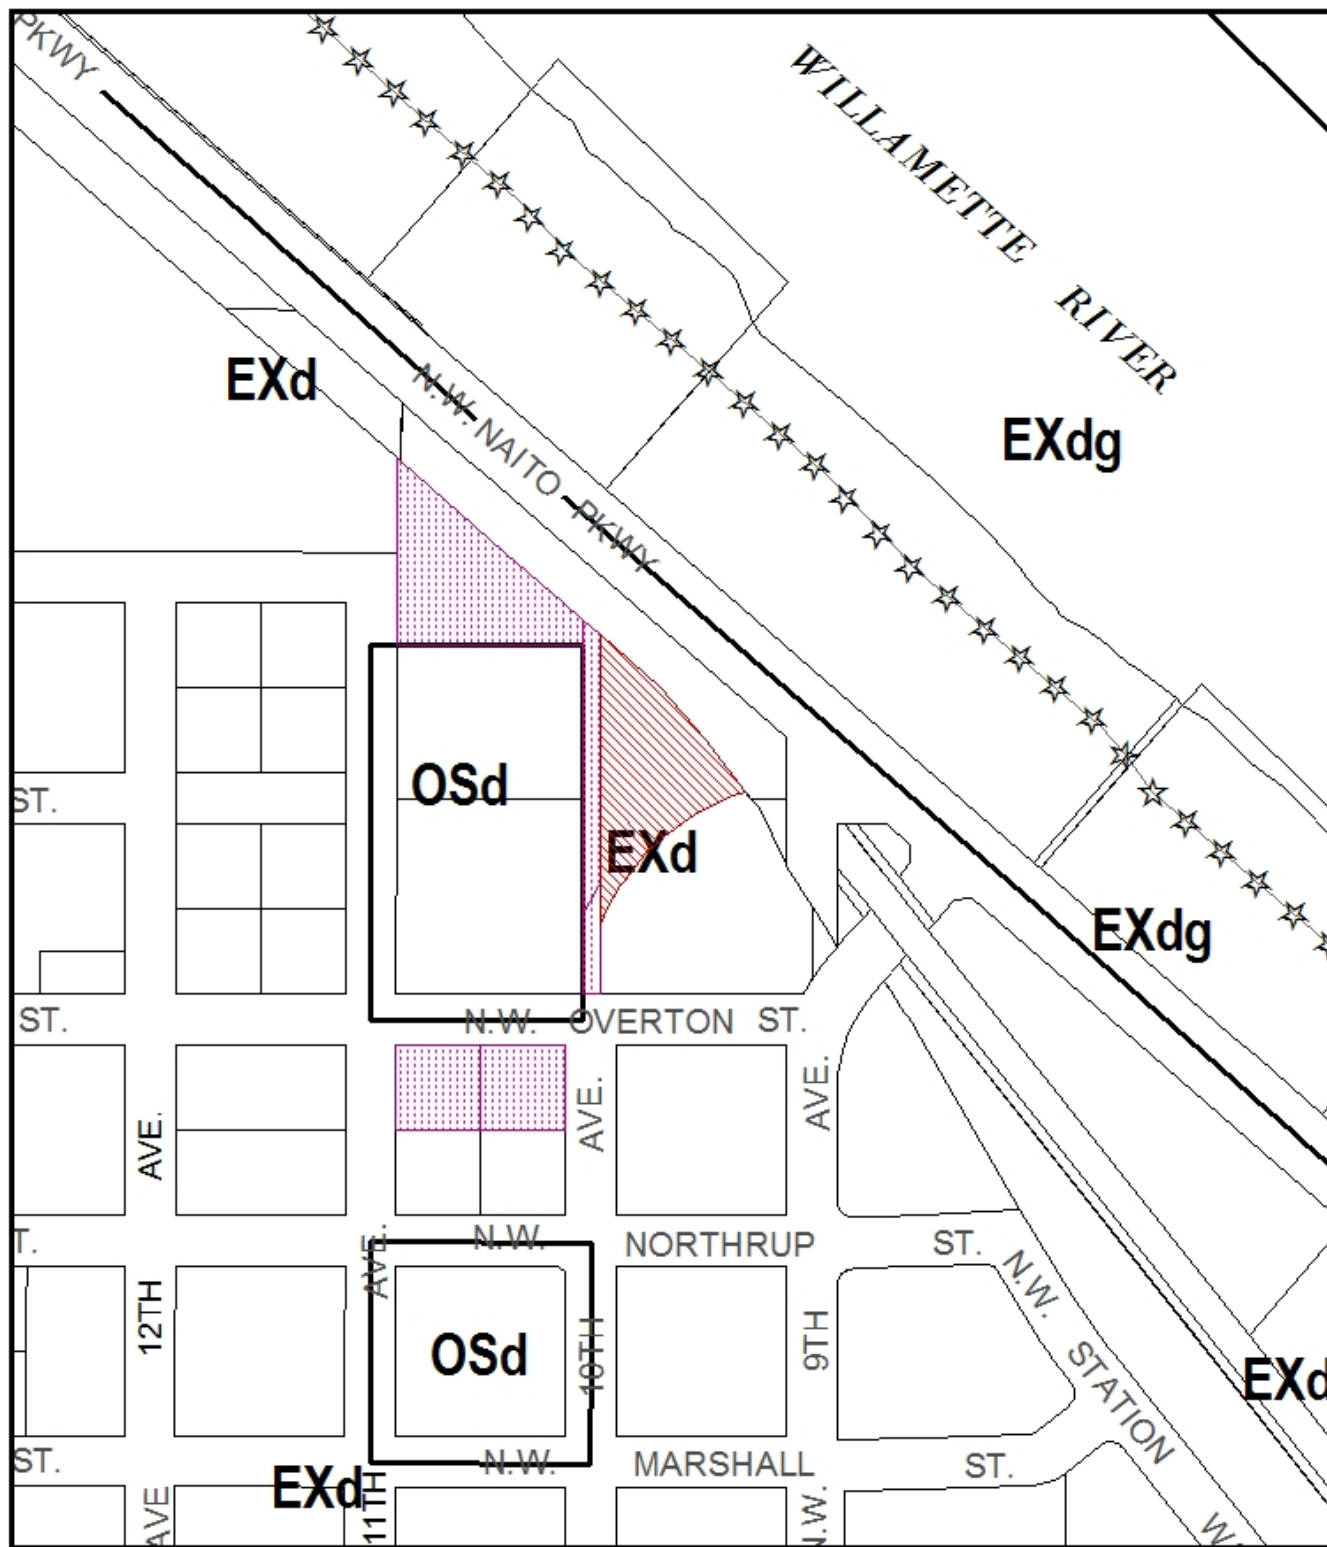 PKWY
WILLAMETTE
RIVER
EXd
N.W. NAITO PKWY
EXdg
OSd
ST.
EXd
EXdg
ST.
N.W. OVERTON ST.
AVE.
AVE.
AVE.
T.
AVE.
N.W.
NORTHRUP
ST.
N.W. STATION
12TH
10TH
9TH
OSd
EXd
ST.
N.W.
MARSHALL
ST.
EXd
11TH
AVE
N.W.
W